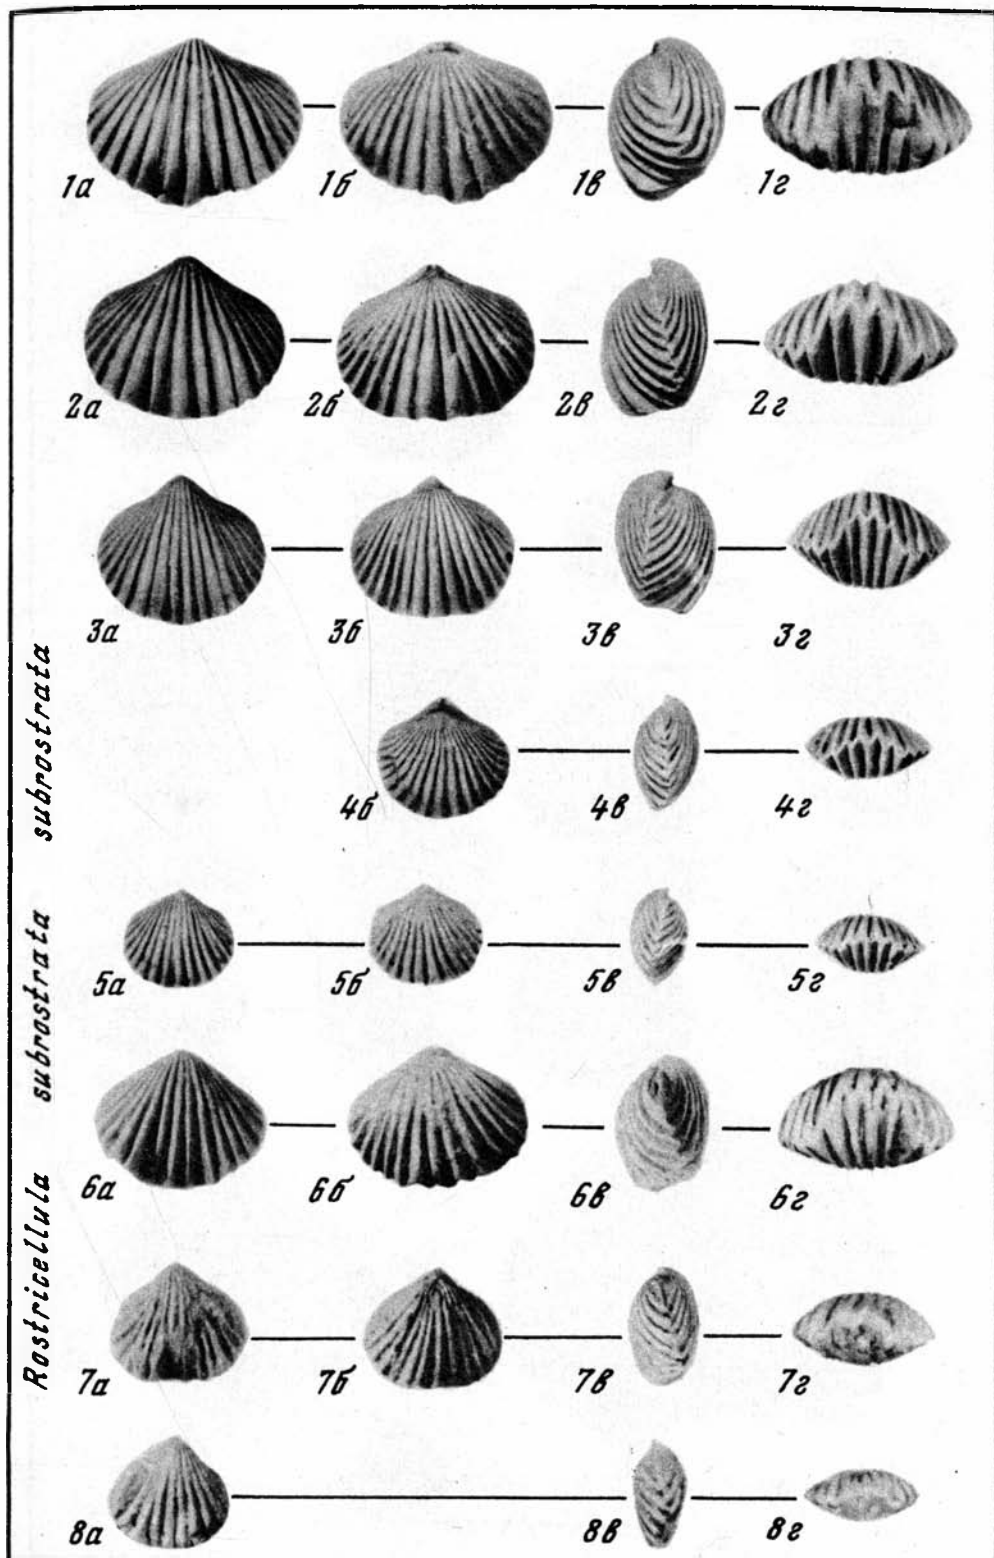 1а 1б 1в 1г
2а 2б 2в 2г
3а 3б 3в 3г
4б 4в 4г
5а 5б 5в 5г
6а 6б 6в 6г
7а 7б 7в 7г
8а 8в 8г
Rostricellula subrostrata subrostrata